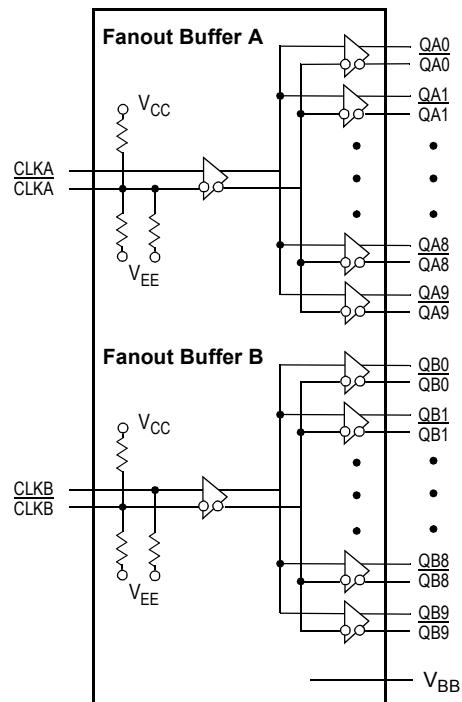 Fanout Buffer A
QA0
QA0
QA1
QA1
VCC
CLKA
CLKA
VEE
QA8
QA8
QA9
QA9
Fanout Buffer B
QB0
QB0
QB1
QB1
VCC
CLKB
CLKB
VEE
QB8
QB8
QB9
QB9
VBB